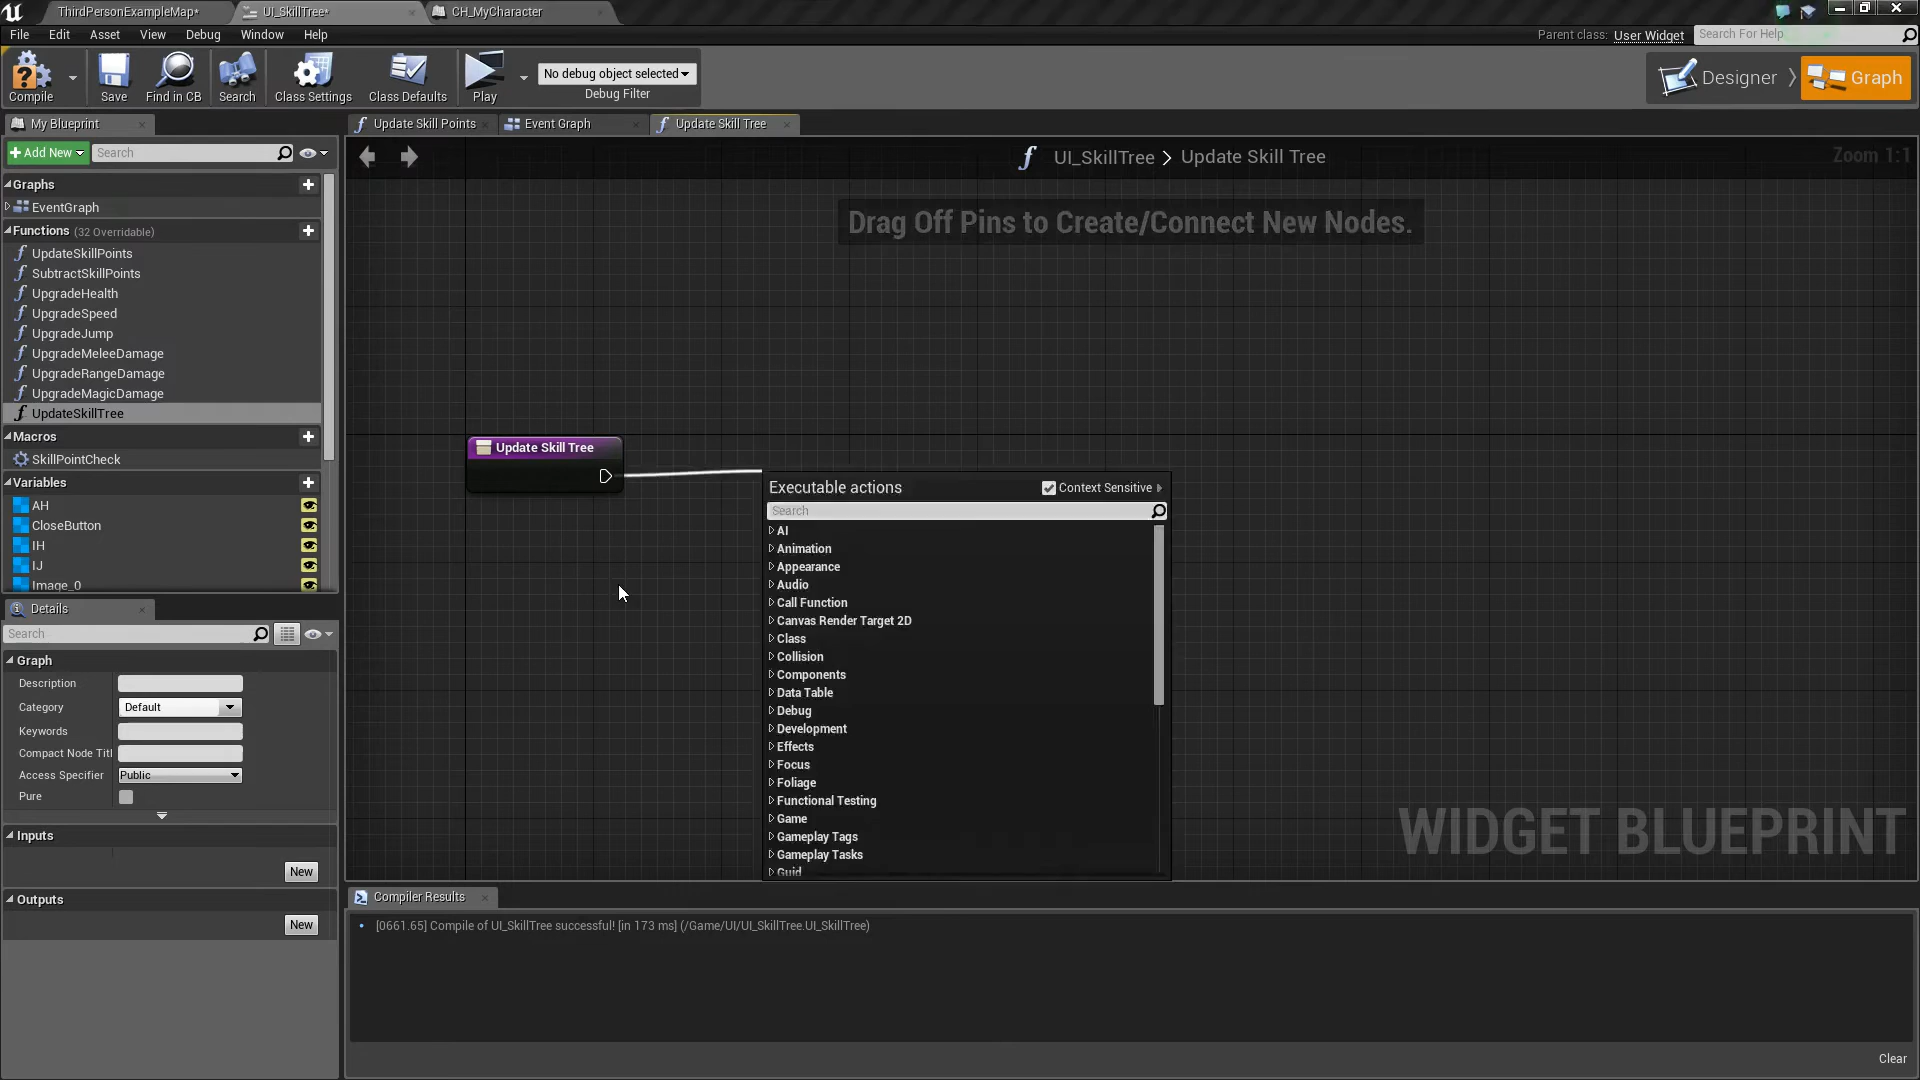 ThirdPersonExampleMap*
UI_SkillTree*
CH_MyCharacter
File Edit Asset View Debug Window Help
Parent class: User Widget
Search For Help
Compile
Save
Find in CB
Search
Class Settings
Class Defaults
Play
No debug object selected
Debug Filter
Designer
Graph
My Blueprint
Update Skill Points
Event Graph
Update Skill Tree
Add New
Search
UI_SkillTree > Update Skill Tree
Zoom 1:1
Drag Off Pins to Create/Connect New Nodes.
Graphs
EventGraph
Functions (32 Overridable)
UpdateSkillPoints
SubtractSkillPoints
UpgradeHealth
UpgradeSpeed
UpgradeJump
UpgradeMeleeDamage
UpgradeRangeDamage
UpgradeMagicDamage
UpdateSkillTree
Macros
SkillPointCheck
Variables
AH
CloseButton
IH
IJ
Image_0
Update Skill Tree
Executable actions
Context Sensitive
Search
AI
Animation
Appearance
Audio
Call Function
Canvas Render Target 2D
Class
Collision
Components
Data Table
Debug
Development
Effects
Focus
Foliage
Functional Testing
Game
Gameplay Tags
Gameplay Tasks
Guid
WIDGET BLUEPRINT
Details
Search
Graph
Description
Category Default
Keywords
Compact Node Titl
Access Specifier Public
Pure
Inputs
New
Outputs
New
Compiler Results
[0661.65] Compile of UI_SkillTree successful! [in 173 ms] (/Game/UI/UI_SkillTree.UI_SkillTree)
Clear